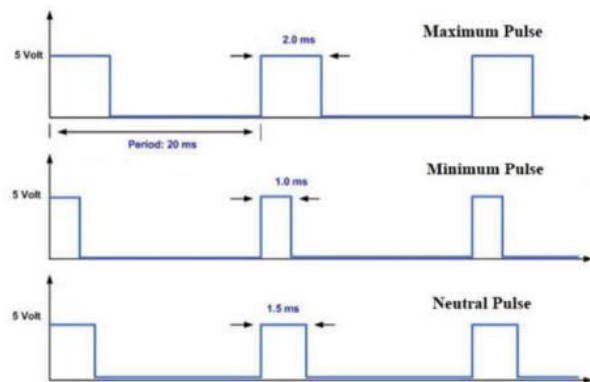 Maximum Pulse
2.0 ms
5 Volt
Period: 20 ms
Minimum Pulse
1.0 ms
5 Volt
Neutral Pulse
1.5 ms
5 Volt